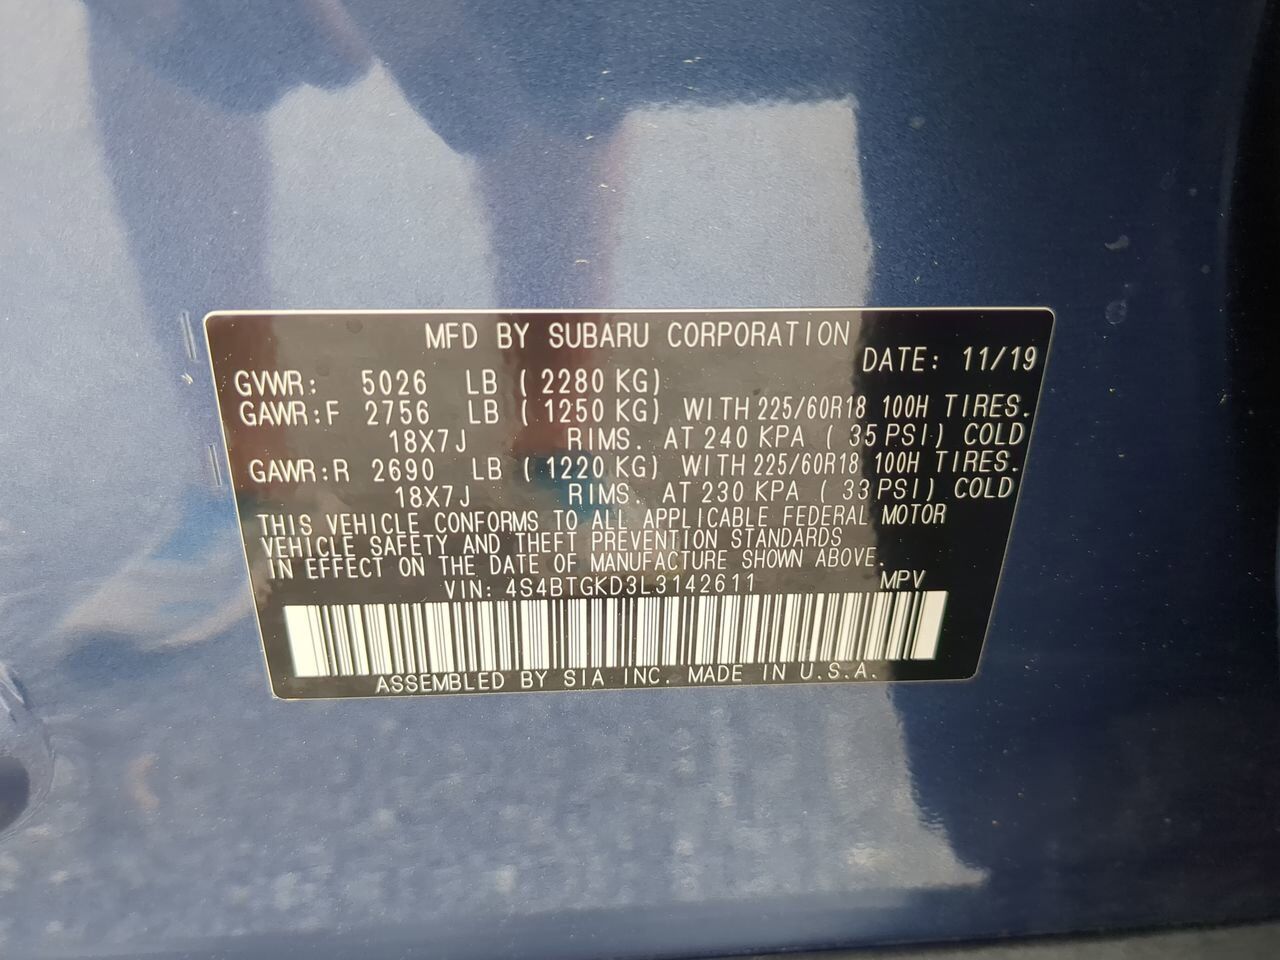 MFD BY SUBARU CORPORATION
DATE: 11/19
GVWR: 5026 LB ( 2280 KG)
GAWR:F 2756 LB ( 1250 KG) WITH 225/60R18 100H TIRES.
18X7J RIMS. AT 240 KPA ( 35 PSI) COLD
GAWR:R 2690 LB ( 1220 KG) WITH 225/60R18 100H TIRES.
18X7J RIMS. AT 230 KPA ( 33 PSI) COLD
THIS VEHICLE CONFORMS TO ALL APPLICABLE FEDERAL MOTOR
VEHICLE SAFETY AND THEFT PREVENTION STANDARDS
IN EFFECT ON THE DATE OF MANUFACTURE SHOWN ABOVE.
VIN: 4S4BTGKD3L3142611 MPV
ASSEMBLED BY SIA INC. MADE IN U.S.A.